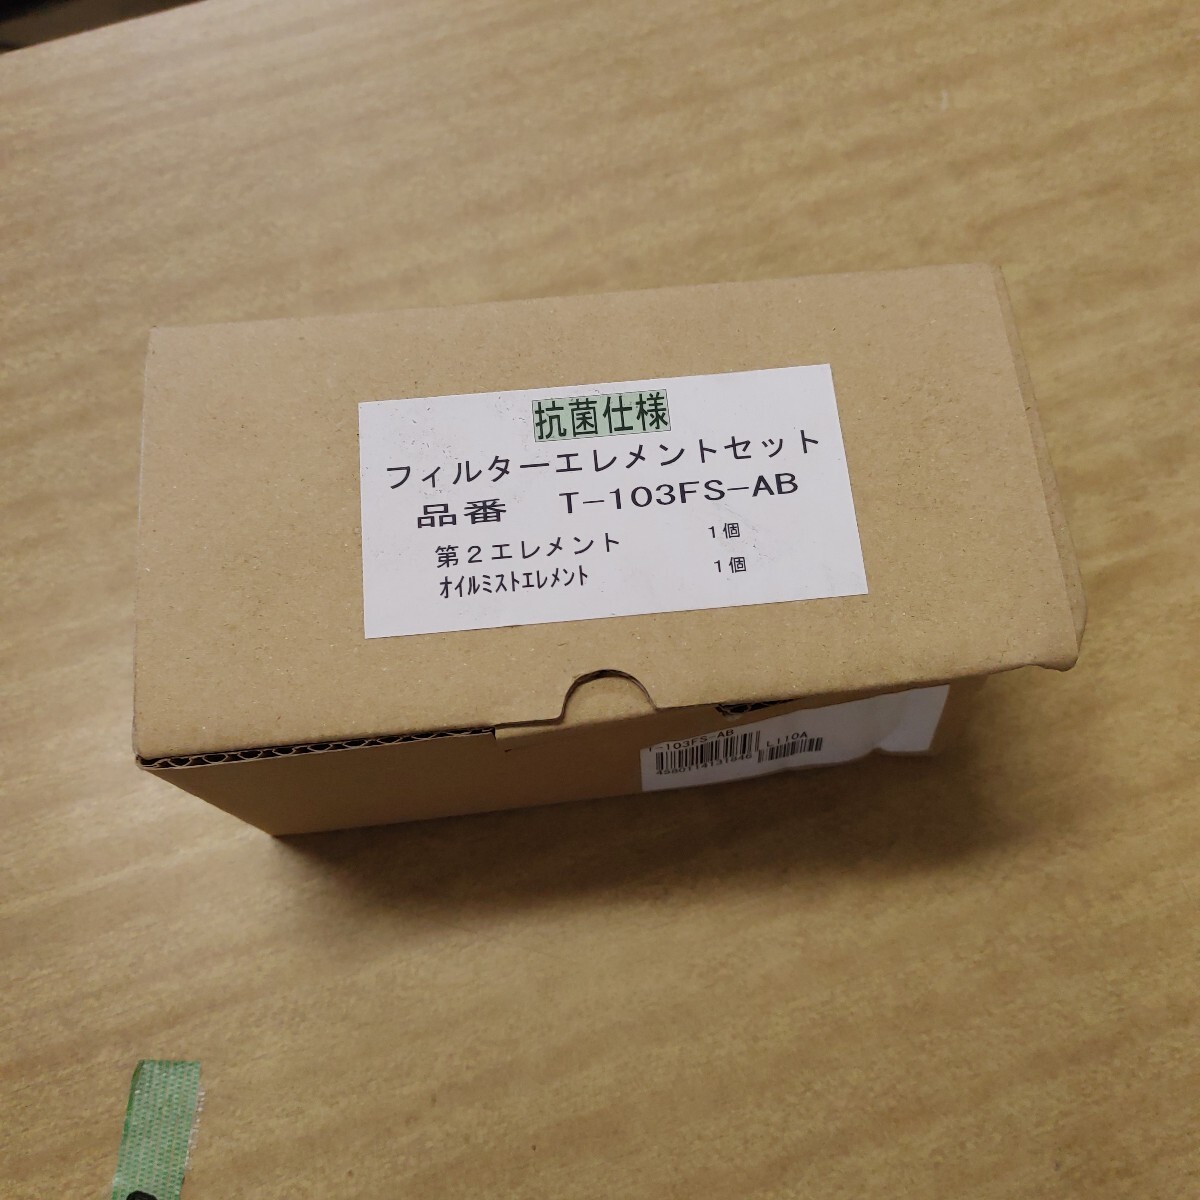 抗菌仕様
フィルターエレメントセット
品番　T-103FS-AB
第2エレメント　1個
オイルミストエレメント　1個
T-103FS-AB
L110A